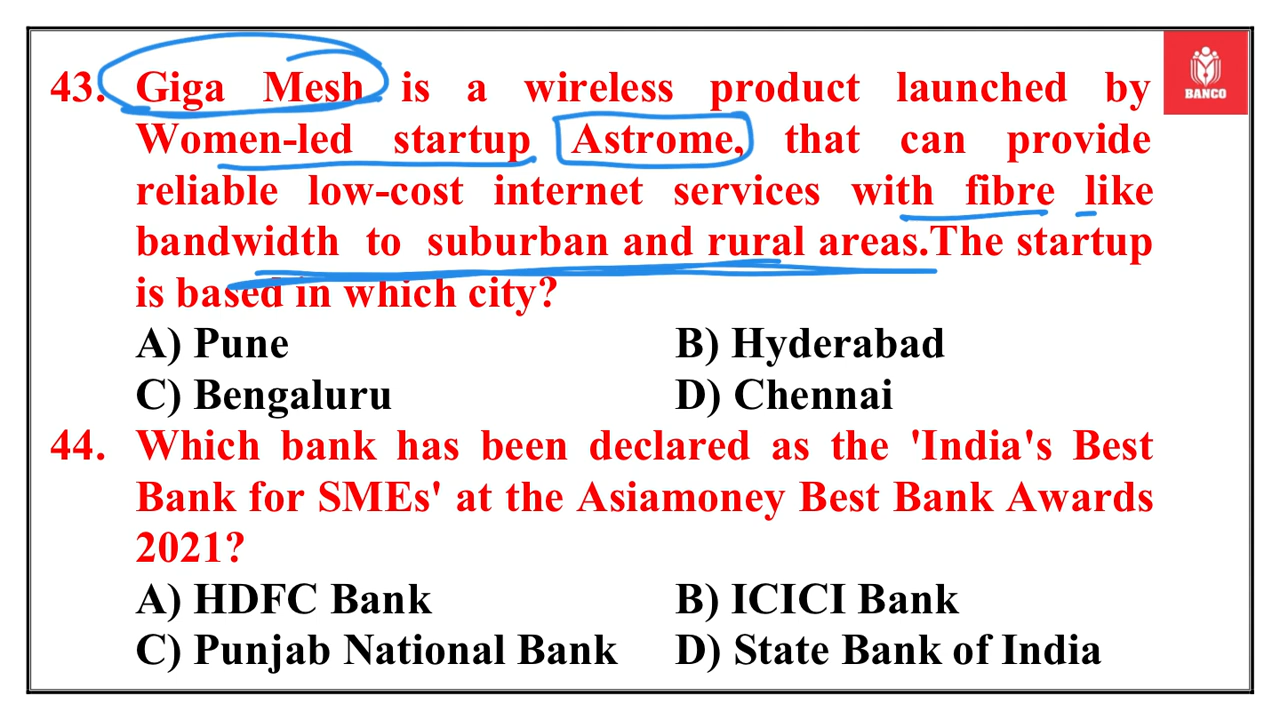 43. Giga Mesh is a wireless product launched by
Women-led startup Astrome, that can provide
reliable low-cost internet services with fibre like
bandwidth to suburban and rural areas.The startup
is based in which city?
A) Pune B) Hyderabad
C) Bengaluru D) Chennai
44. Which bank has been declared as the 'India's Best
Bank for SMEs' at the Asiamoney Best Bank Awards
2021?
A) HDFC Bank B) ICICI Bank
C) Punjab National Bank D) State Bank of India
BANCO